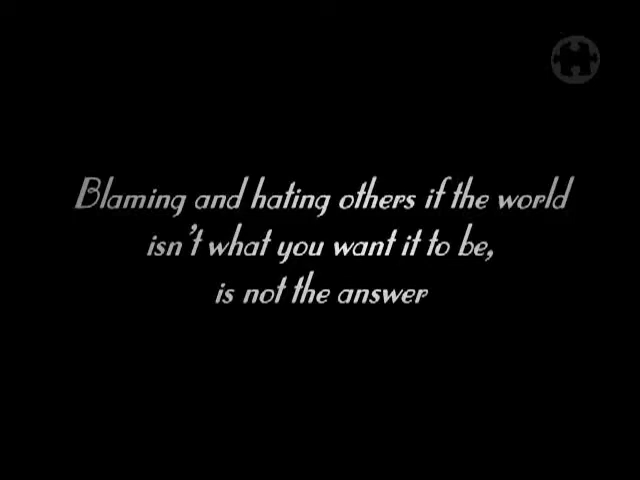 Blaming and hating others if the world
isn't what you want it to be,
is not the answer